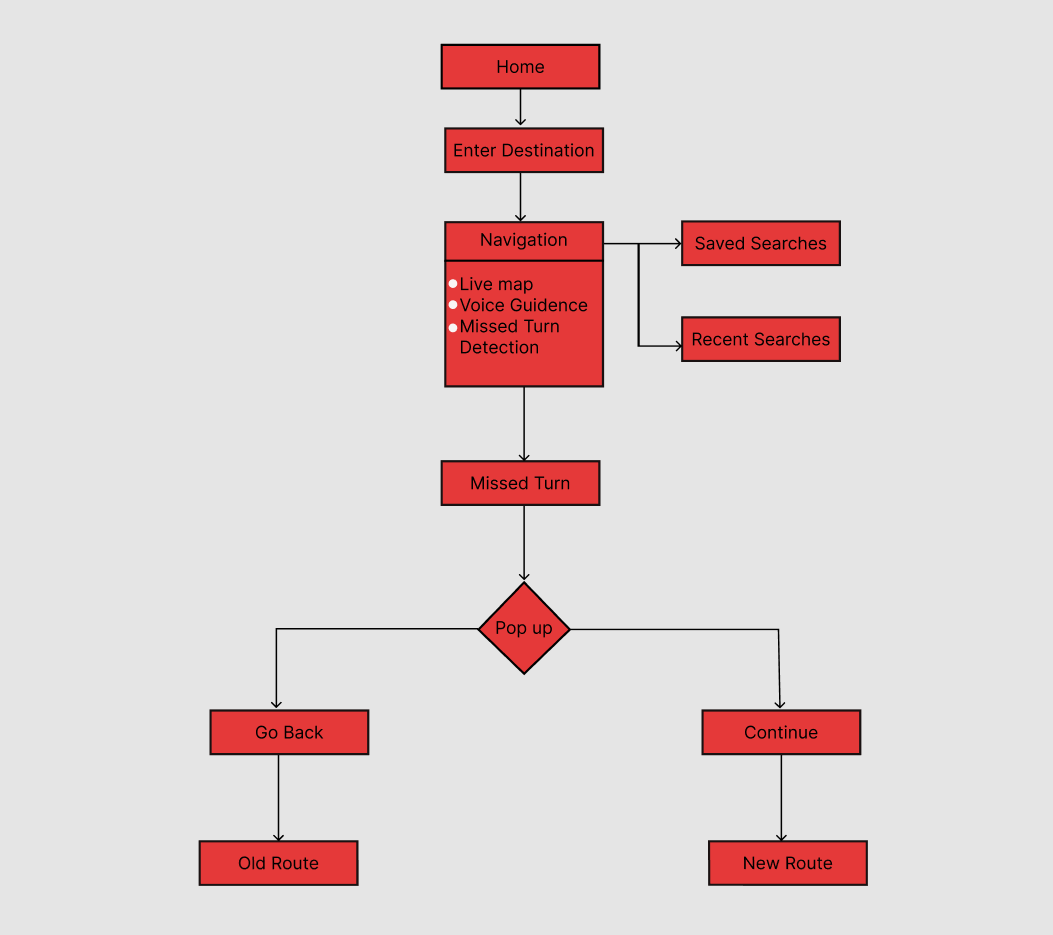 Home
Enter Destination
Navigation
Saved Searches
Live map
Voice Guidence
Missed Turn
Detection
Recent Searches
Missed Turn
Pop up
Go Back
Continue
Old Route
New Route